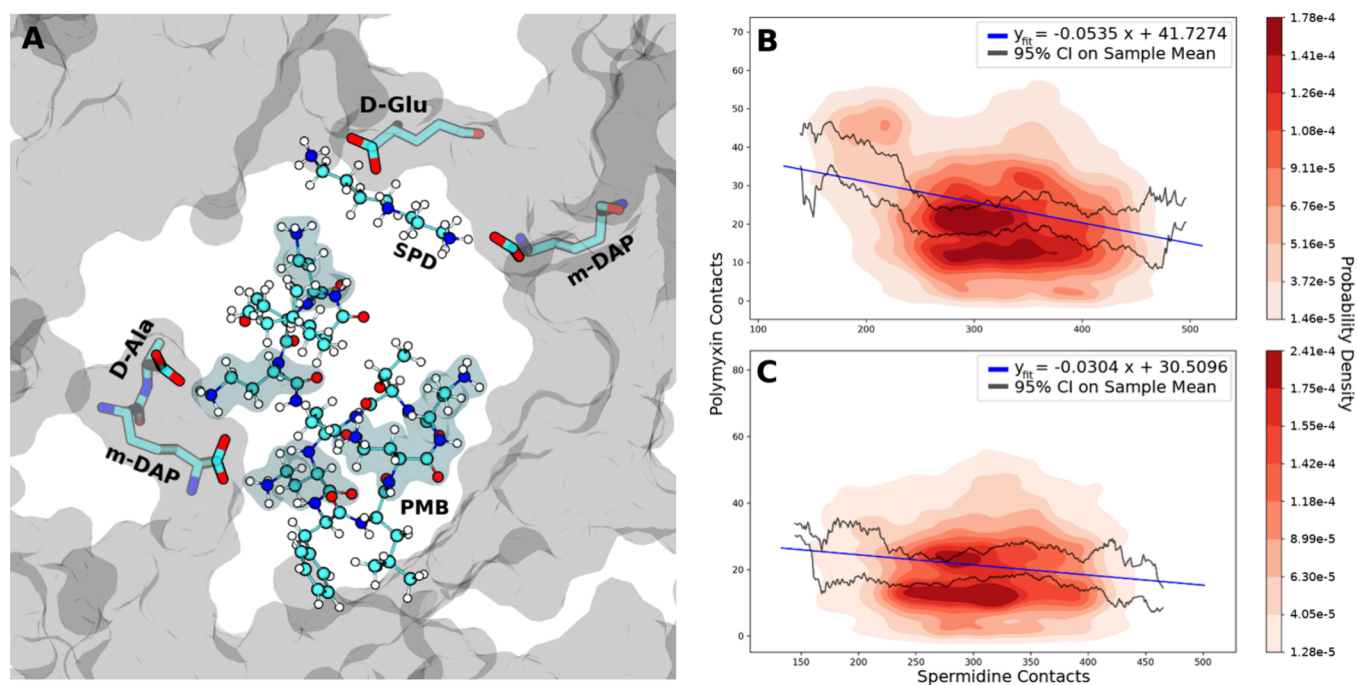 A
D-Glu
SPD
m-DAP
D-Ala
m-DAP
PMB
Polymyxin Contacts
B
y_fit = -0.0535 x + 41.7274
95% CI on Sample Mean
70
60
50
40
30
20
10
0
100
200
300
400
500
1.78e-4
1.41e-4
1.26e-4
1.08e-4
9.11e-5
6.76e-5
5.16e-5
3.72e-5
1.46e-5
C
y_fit = -0.0304 x + 30.5096
95% CI on Sample Mean
80
60
40
20
0
150
200
250
300
350
400
450
500
Spermidine Contacts
2.41e-4
1.75e-4
1.55e-4
1.42e-4
1.18e-4
8.99e-5
6.30e-5
4.05e-5
1.28e-5
Probability Density